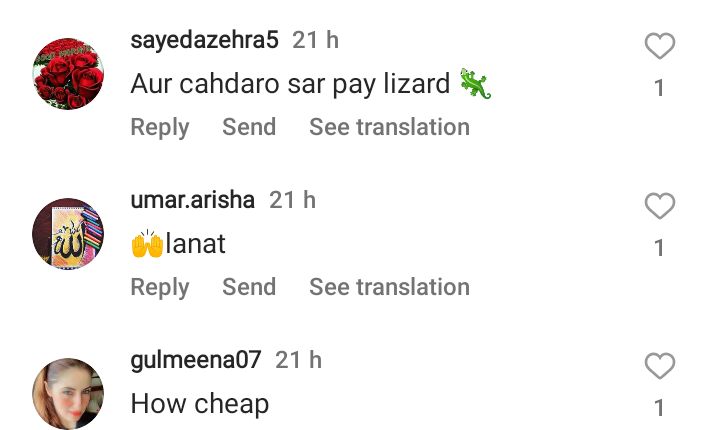 sayedazehra5 21 h
Aur cahdaro sar pay lizard 🦎
1
Reply Send See translation
umar.arisha 21 h
🙌lanat
1
Reply Send See translation
gulmeena07 21 h
How cheap
1